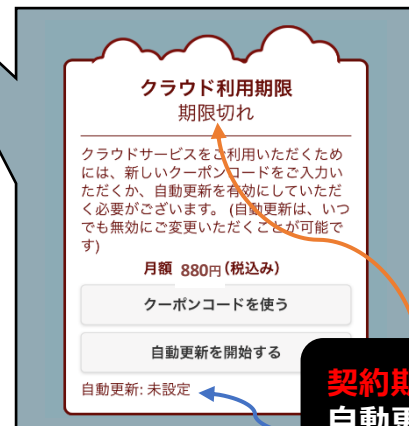 クラウド利用期限
期限切れ
クラウドサービスをご利用いただくため
には、新しいクーポンコードをご入力い
ただくか、自動更新を有効にしていただ
く必要がございます。 (自動更新は、いつ
でも無効にご変更いただくことが可能で
す)
月額 880円(税込み)
クーポンコードを使う
自動更新を開始する
自動更新: 未設定
契約期
自動更